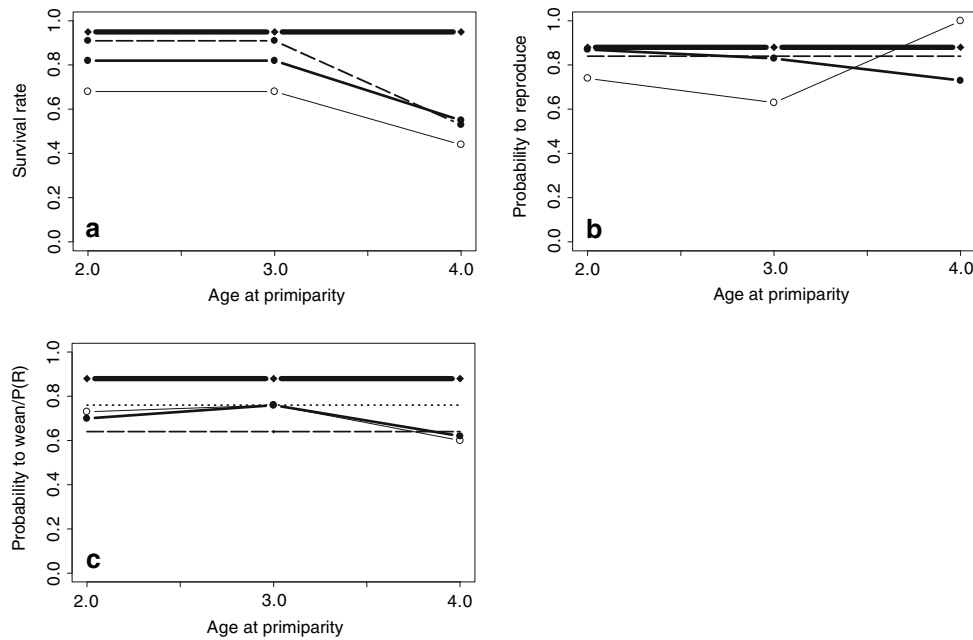 1.0
0.8
0.6
0.4
0.2
0.0
Survival rate
a
2.0 3.0 4.0
Age at primiparity
1.0
0.8
0.6
0.4
0.2
0.0
Probability to reproduce
b
2.0 3.0 4.0
Age at primiparity
1.0
0.8
0.6
0.4
0.2
0.0
Probability to wean/P(R)
c
2.0 3.0 4.0
Age at primiparity